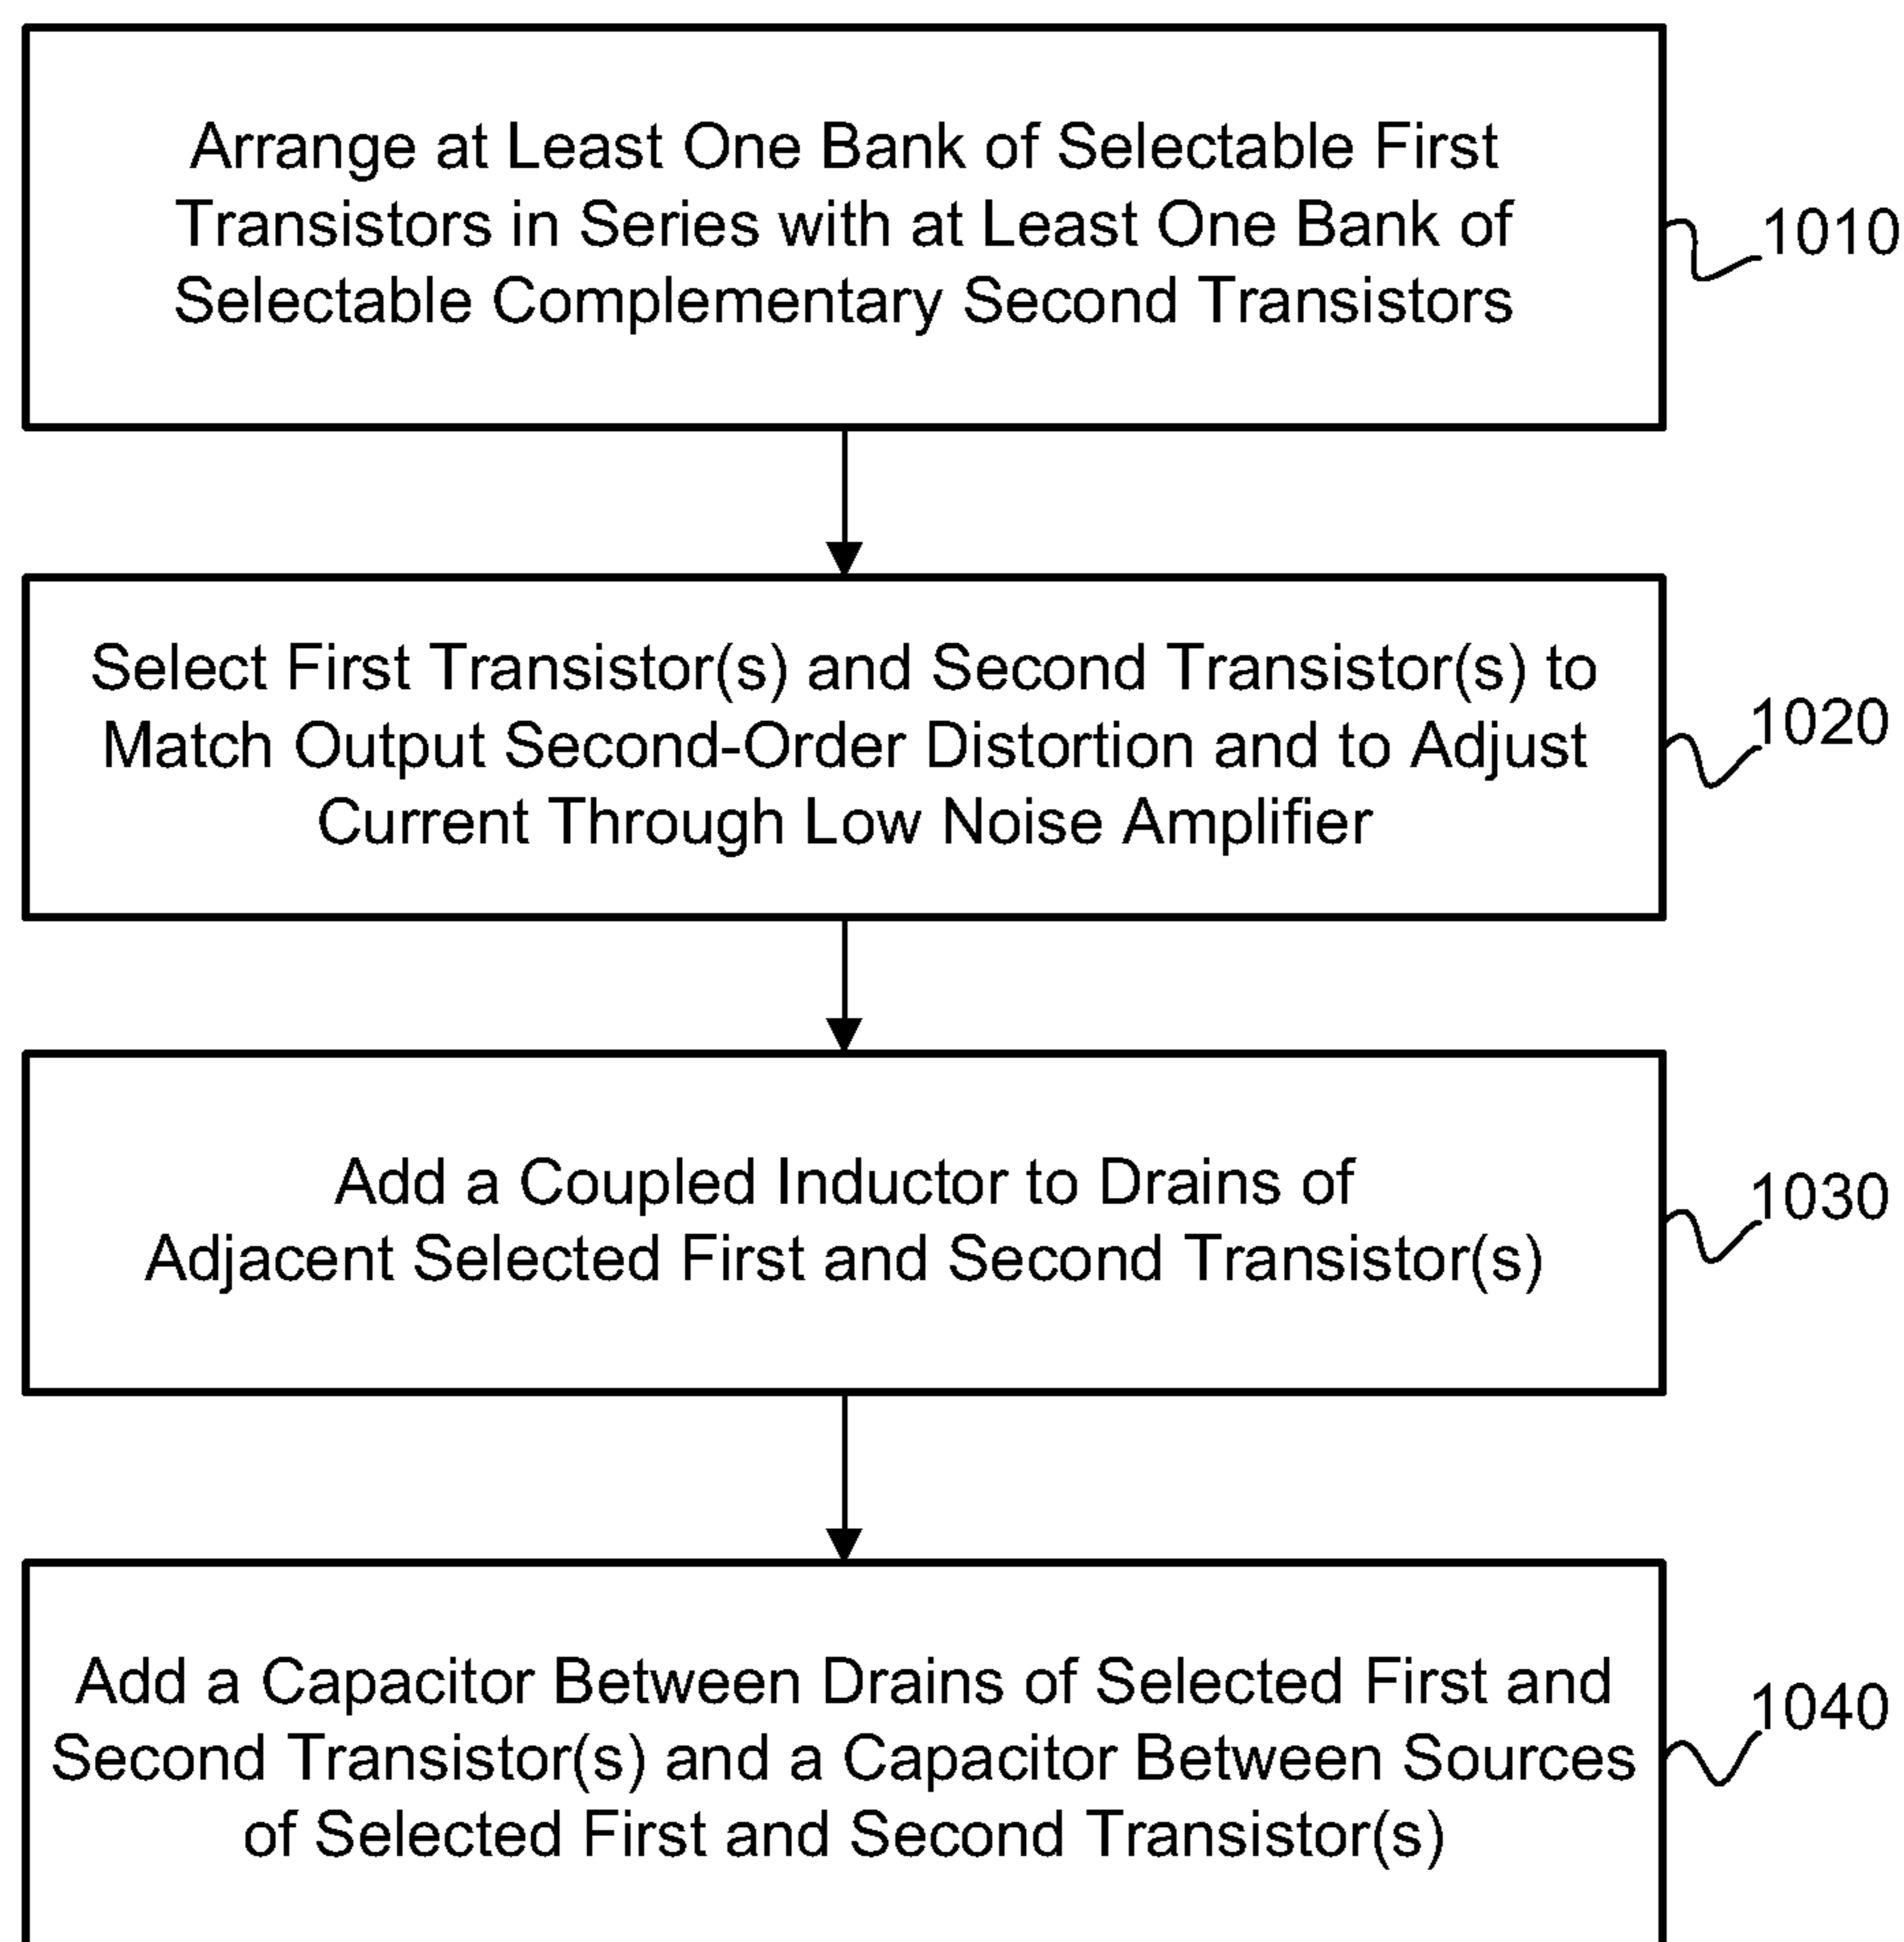 Arrange at Least One Bank of Selectable First
Transistors in Series with at Least One Bank of
Selectable Complementary Second Transistors
1010
Select First Transistor(s) and Second Transistor(s) to
Match Output Second-Order Distortion and to Adjust
Current Through Low Noise Amplifier
1020
Add a Coupled Inductor to Drains of
Adjacent Selected First and Second Transistor(s)
1030
Add a Capacitor Between Drains of Selected First and
Second Transistor(s) and a Capacitor Between Sources
of Selected First and Second Transistor(s)
1040